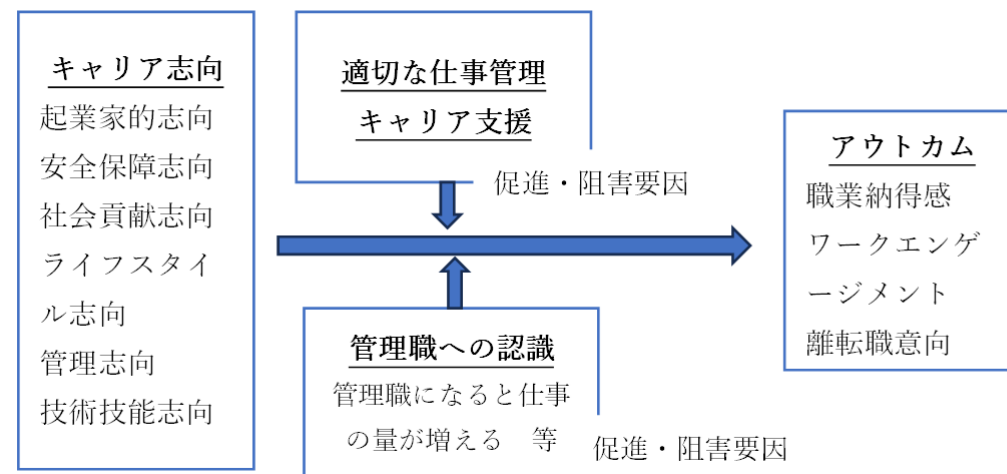 キャリア志向
起業家的志向
安全保障志向
社会貢献志向
ライフスタイ
ル志向
管理志向
技術技能志向
適切な仕事管理
キャリア支援
促進・阻害要因
管理職への認識
管理職になると仕事
の量が増える　等
促進・阻害要因
アウトカム
職業納得感
ワークエンゲ
ージメント
離転職意向